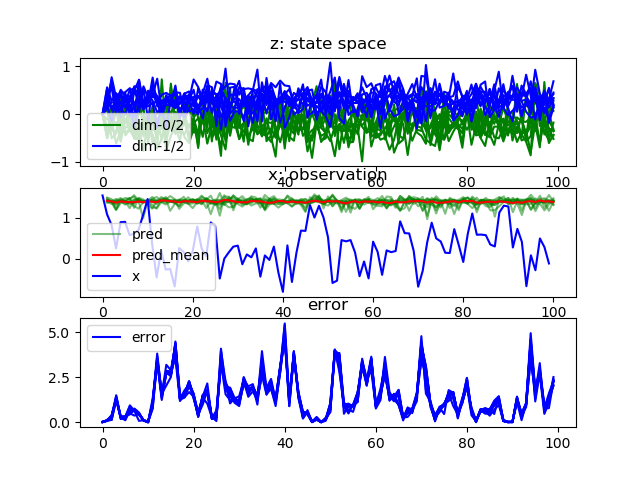 z: state space
1
0
−1
dim-0/2
dim-1/2
0 20 40 60 80 100
x: observation
1
0
pred
pred_mean
x
0 20 40 60 80 100
error
5.0
2.5
0.0
error
0 20 40 60 80 100